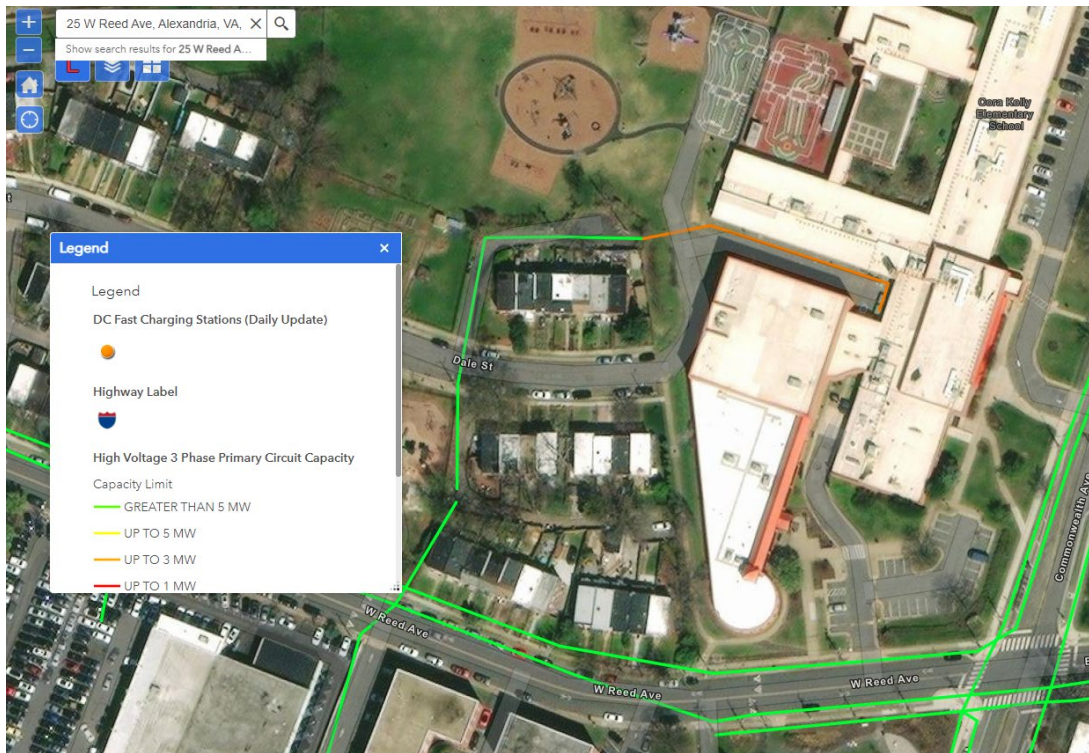 25 W Reed Ave, Alexandria, VA,
Show search results for 25 W Reed A...
Cora Kelly
Elementary
School
Legend
Legend
DC Fast Charging Stations (Daily Update)
Highway Label
High Voltage 3 Phase Primary Circuit Capacity
Capacity Limit
GREATER THAN 5 MW
UP TO 5 MW
UP TO 3 MW
UP TO 1 MW
Dale St
Commonwealth Ave
W Reed Ave
W Reed Ave
W Reed Ave